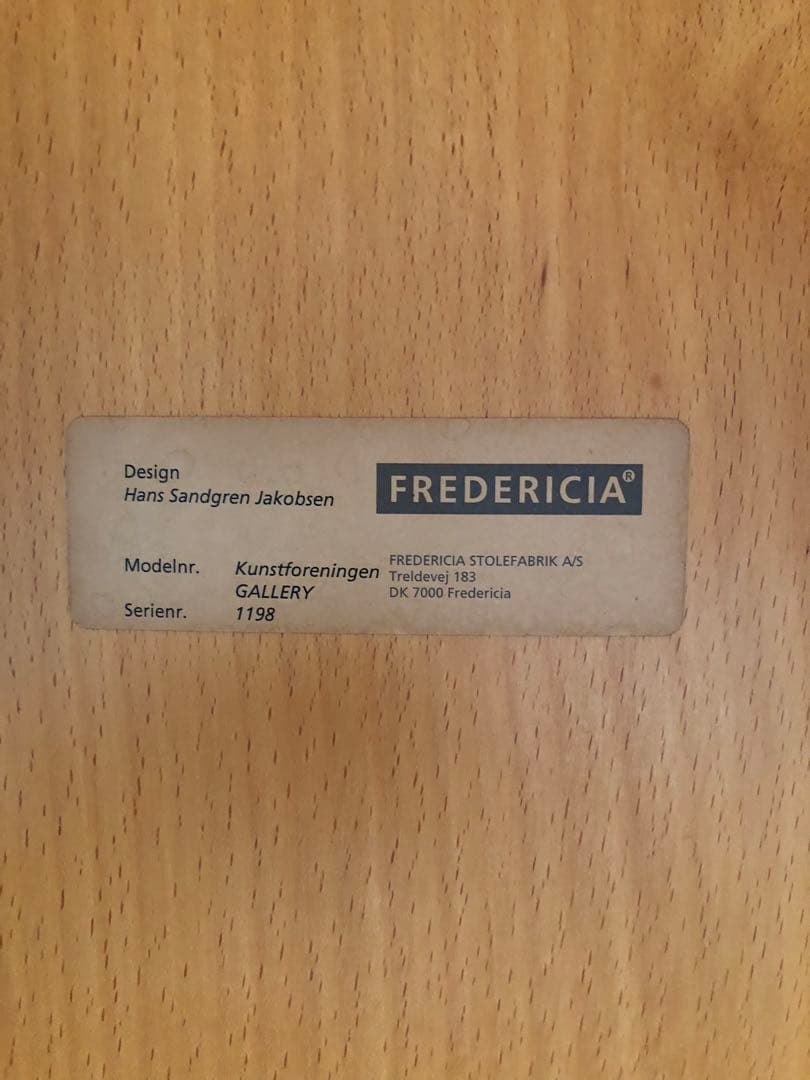 Design
Hans Sandgren Jakobsen
FREDERICIA®
Modelnr. Kunstforeningen
GALLERY
Serienr. 1198
FREDERICIA STOLEFABRIK A/S
Treldevej 183
DK 7000 Fredericia